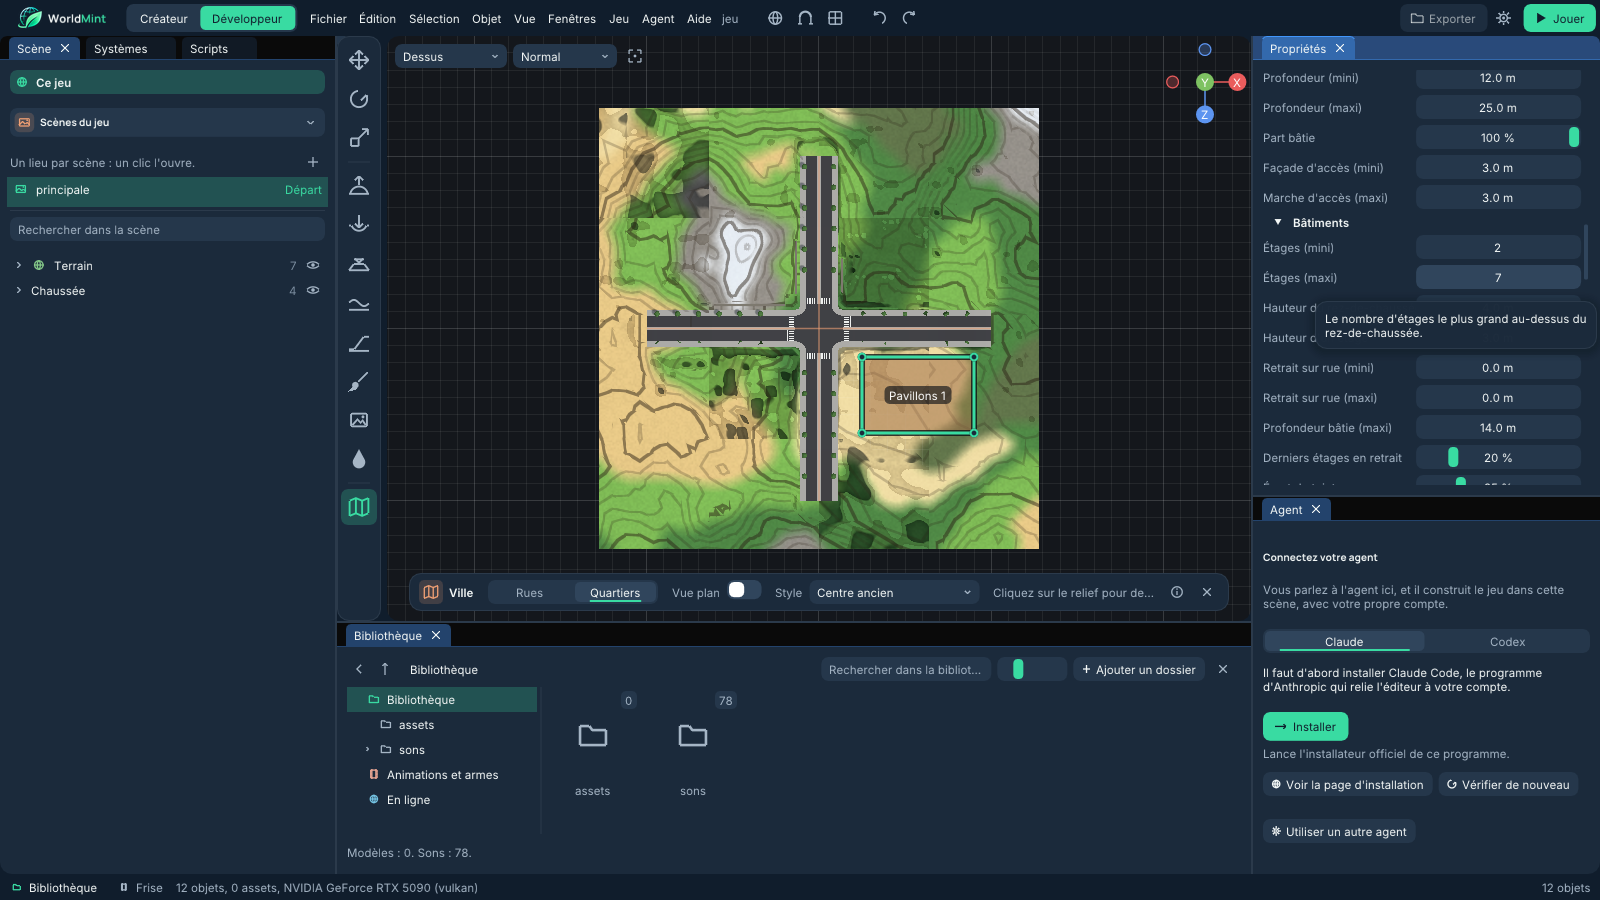 WorldMint
Créateur
Développeur
Fichier
Édition
Sélection
Objet
Vue
Fenêtres
Jeu
Agent
Aide
jeu
Exporter
Jouer
Scène
Systèmes
Scripts
Ce jeu
Scènes du jeu
Un lieu par scène : un clic l'ouvre.
principale
Départ
Rechercher dans la scène
Terrain
7
Chaussée
4
Dessus
Normal
Y
X
Z
Pavillons 1
Ville
Rues
Quartiers
Vue plan
Style
Centre ancien
Cliquez sur le relief pour de...
Propriétés
Profondeur (mini)
12.0 m
Profondeur (maxi)
25.0 m
Part bâtie
100 %
Façade d'accès (mini)
3.0 m
Marche d'accès (maxi)
3.0 m
Bâtiments
Étages (mini)
2
Étages (maxi)
7
Hauteur d
Hauteur d
Le nombre d'étages le plus grand au-dessus du
rez-de-chaussée.
Retrait sur rue (mini)
0.0 m
Retrait sur rue (maxi)
0.0 m
Profondeur bâtie (maxi)
14.0 m
Derniers étages en retrait
20 %
Agent
Connectez votre agent
Vous parlez à l'agent ici, et il construit le jeu dans cette
scène, avec votre propre compte.
Claude
Codex
Il faut d'abord installer Claude Code, le programme
d'Anthropic qui relie l'éditeur à votre compte.
Installer
Lance l'installateur officiel de ce programme.
Voir la page d'installation
Vérifier de nouveau
Utiliser un autre agent
Bibliothèque
Bibliothèque
Rechercher dans la bibliot...
+ Ajouter un dossier
Bibliothèque
assets
sons
Animations et armes
En ligne
0
assets
78
sons
Modèles : 0. Sons : 78.
Bibliothèque
Frise
12 objets, 0 assets, NVIDIA GeForce RTX 5090 (vulkan)
12 objets